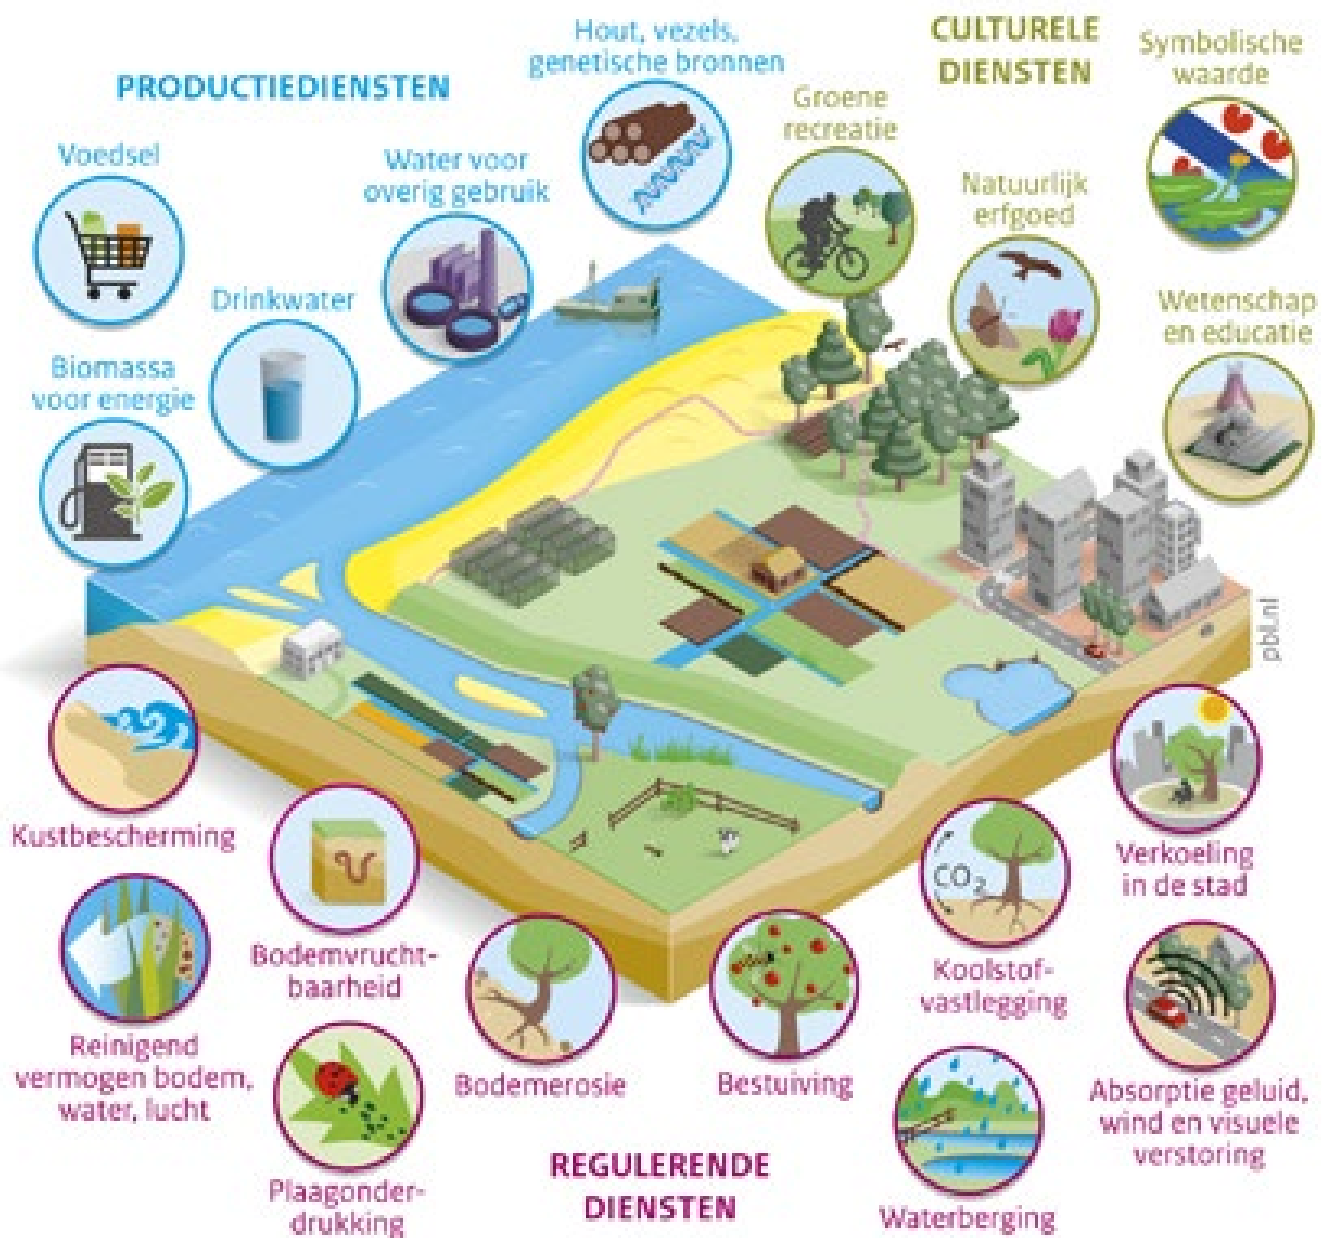 PRODUCTIEDIENSTEN
Voedsel
Biomassa
voor energie
Drinkwater
Water voor
overig gebruik
Hout, vezels,
genetische bronnen
CULTURELE
DIENSTEN
Groene
recreatie
Natuurlijk
erfgoed
Symbolische
waarde
Wetenschap
en educatie
pbl.nl
Kustbescherming
Reinigend
vermogen bodem,
water, lucht
Bodemvrucht-
baarheid
Plaagonder-
drukking
Bodemerosie
REGULERENDE
DIENSTEN
Bestuiving
CO2
Koolstof-
vastlegging
Waterberging
Verkoeling
in de stad
Absorptie geluid,
wind en visuele
verstoring